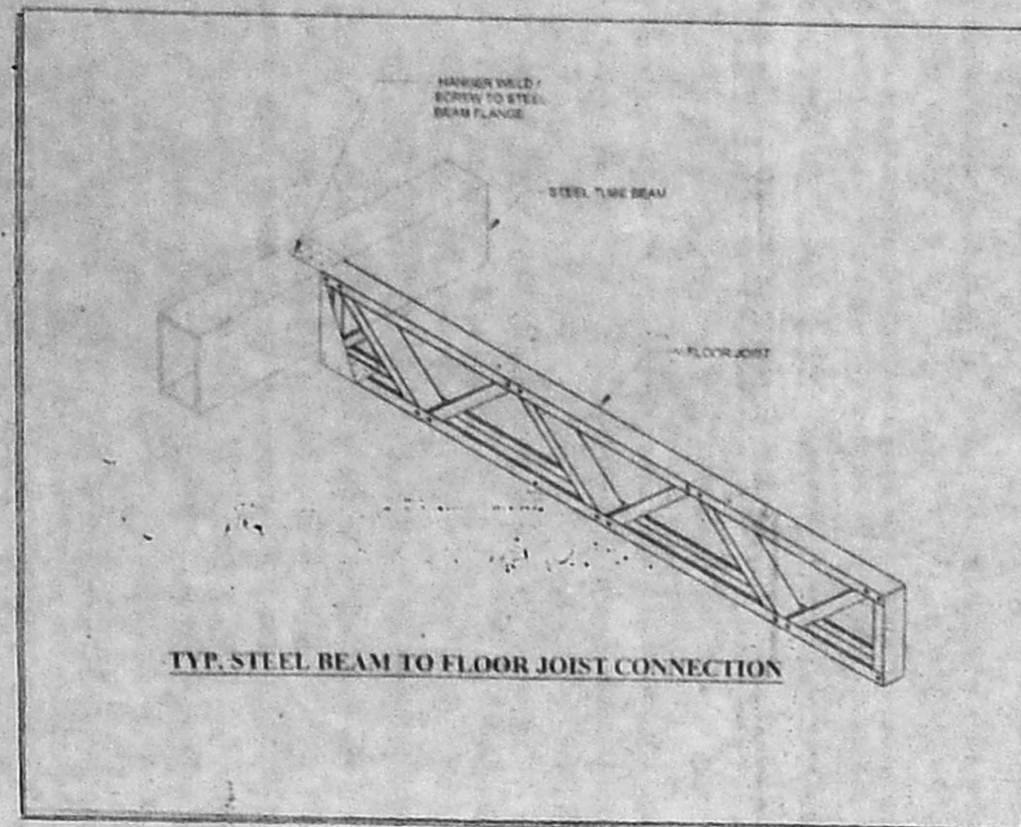 HANGER WELD /
SCREW TO STEEL
BEAM FLANGE
STEEL TUBE BEAM
FLOOR JOIST
TYP. STEEL BEAM TO FLOOR JOIST CONNECTION